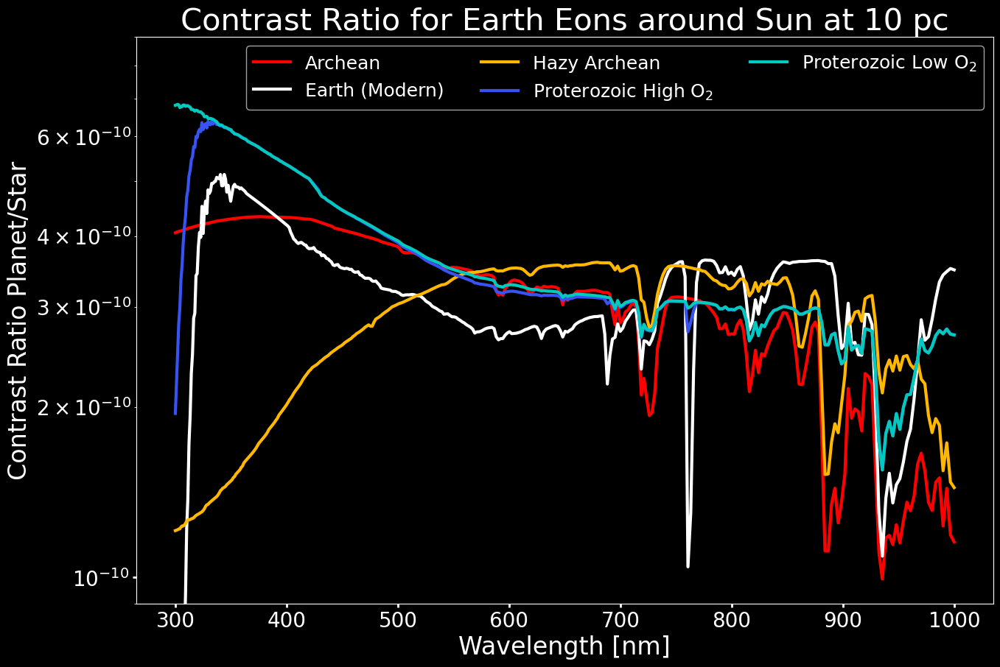 Contrast Ratio for Earth Eons around Sun at 10 pc
Archean
Earth (Modern)
Hazy Archean
Proterozoic High O₂
Proterozoic Low O₂
Contrast Ratio Planet/Star
6 × 10⁻¹⁰
4 × 10⁻¹⁰
3 × 10⁻¹⁰
2 × 10⁻¹⁰
10⁻¹⁰
300 400 500 600 700 800 900 1000
Wavelength [nm]